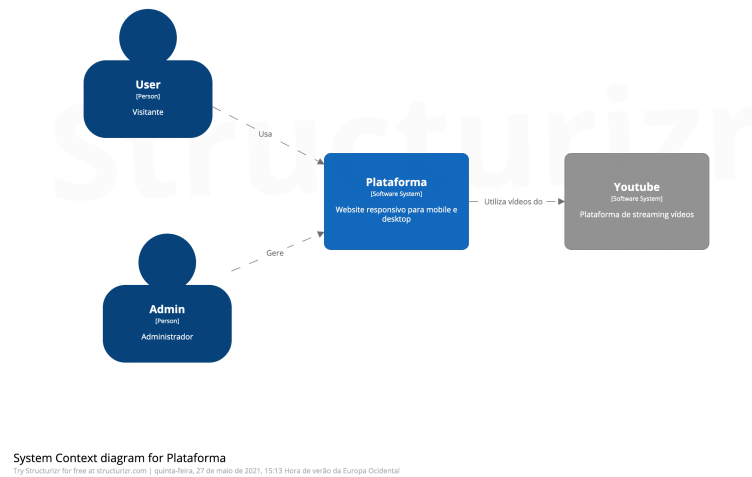 Structurizr
User
[Person]
Visitante
Usa
Plataforma
[Software System]
Website responsivo para mobile e
desktop
Utiliza vídeos do
Youtube
[Software System]
Plataforma de streaming vídeos
Gere
Admin
[Person]
Administrador
System Context diagram for Plataforma
Try Structurizr for free at structurizr.com | quinta-feira, 27 de maio de 2021, 15:13 Hora de verão da Europa Ocidental